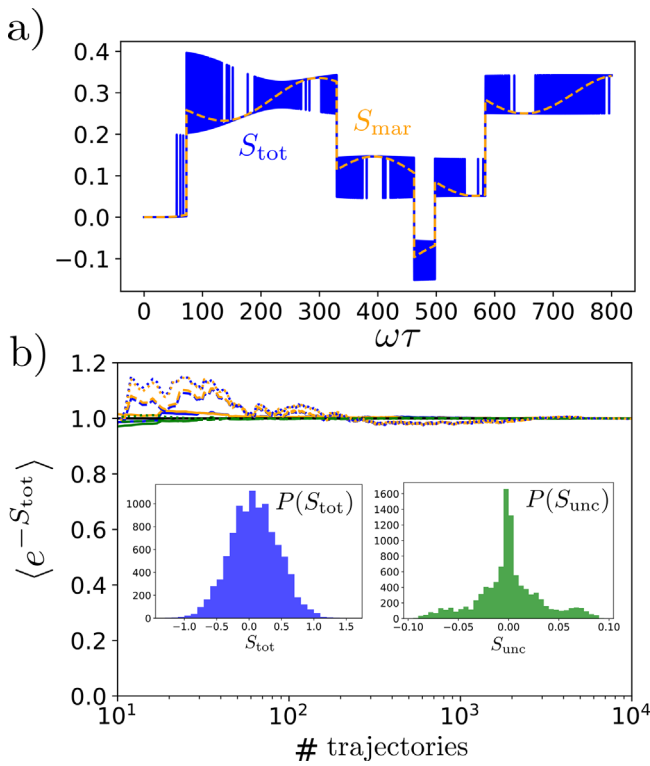 a)
0.4
0.3
0.2
0.1
0.0
−0.1
S_tot
S_mar
0 100 200 300 400 500 600 700 800
ωτ
b)
⟨e^{−S_tot}⟩
1.2
1.0
0.8
0.6
0.4
0.2
0.0
P(S_tot)
1000
800
600
400
200
0
−1.0 −0.5 0.0 0.5 1.0 1.5
S_tot
P(S_unc)
1600
1400
1200
1000
800
600
400
200
0
−0.10 −0.05 0.00 0.05 0.10
S_unc
10^1 10^2 10^3 10^4
# trajectories